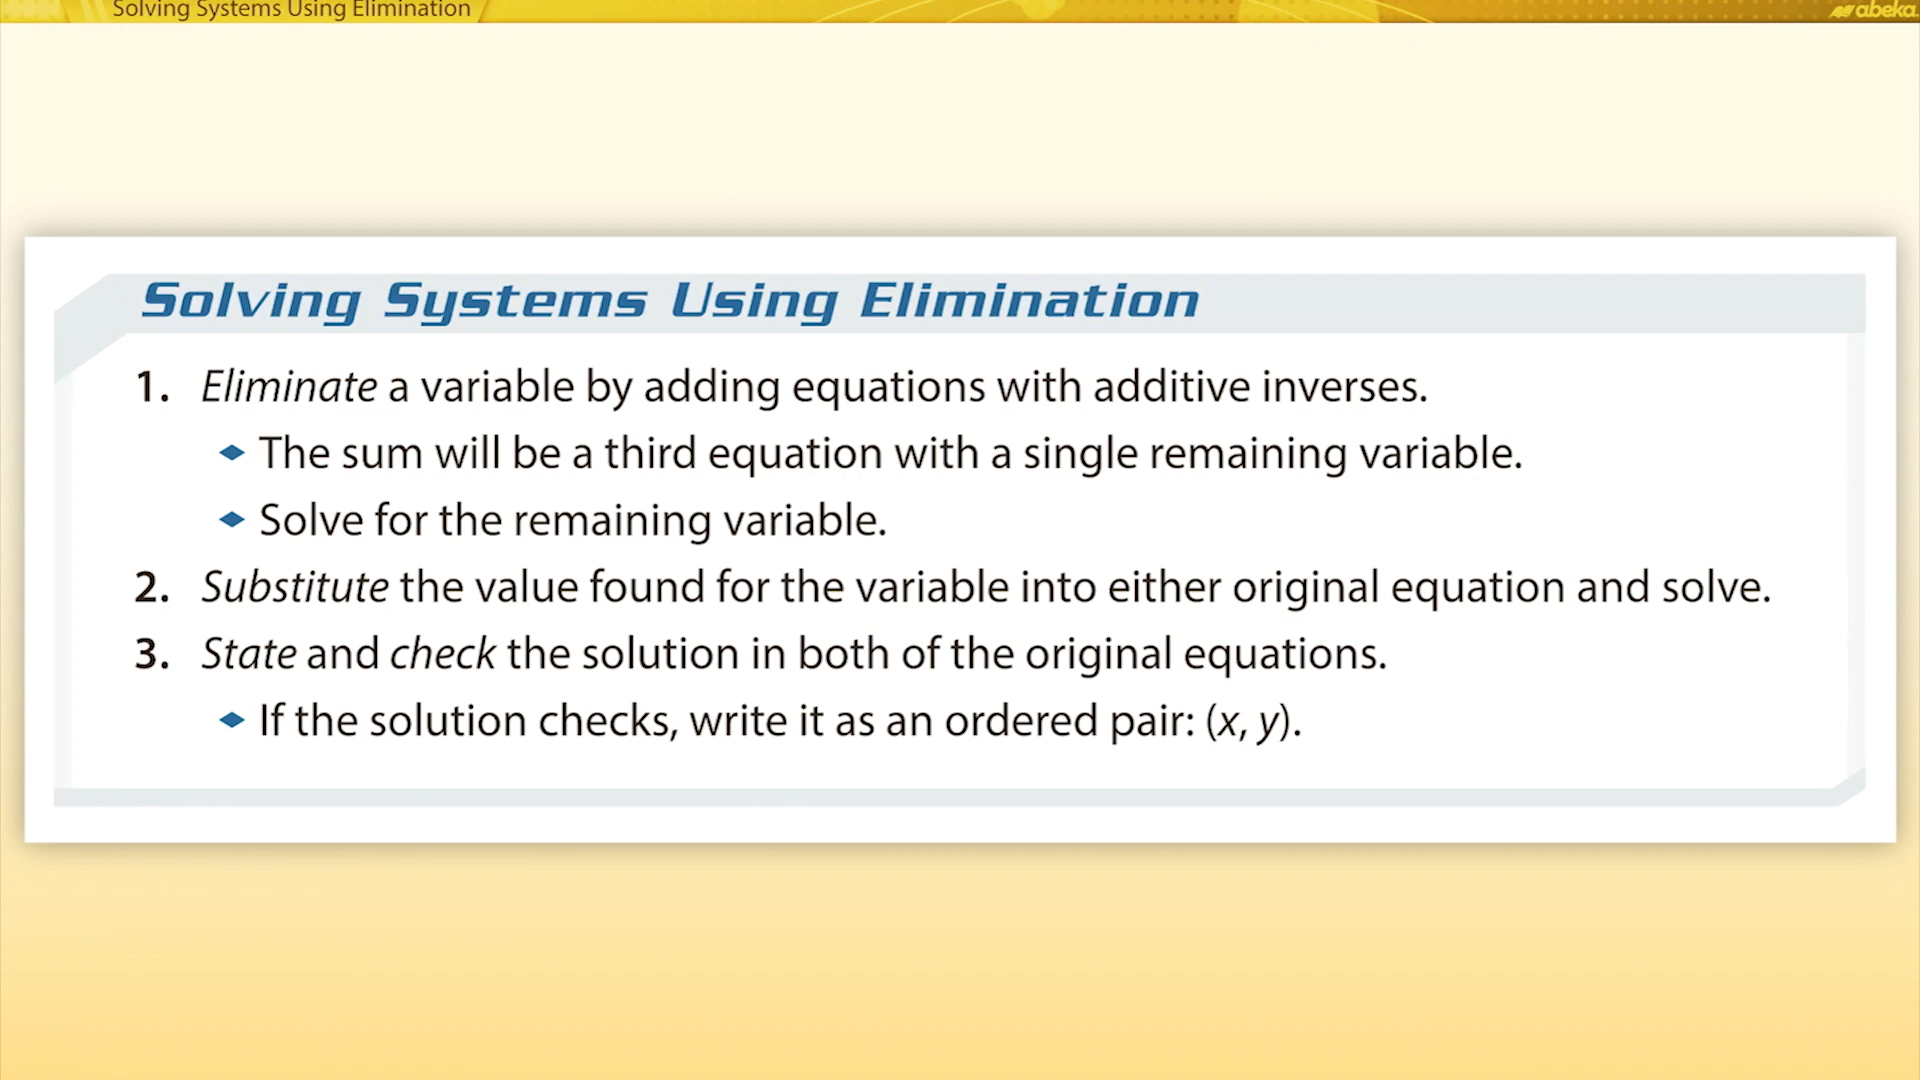 Solving Systems Using Elimination
abeka
Solving Systems Using Elimination
1. Eliminate a variable by adding equations with additive inverses.
The sum will be a third equation with a single remaining variable.
Solve for the remaining variable.
2. Substitute the value found for the variable into either original equation and solve.
3. State and check the solution in both of the original equations.
If the solution checks, write it as an ordered pair: (x, y).